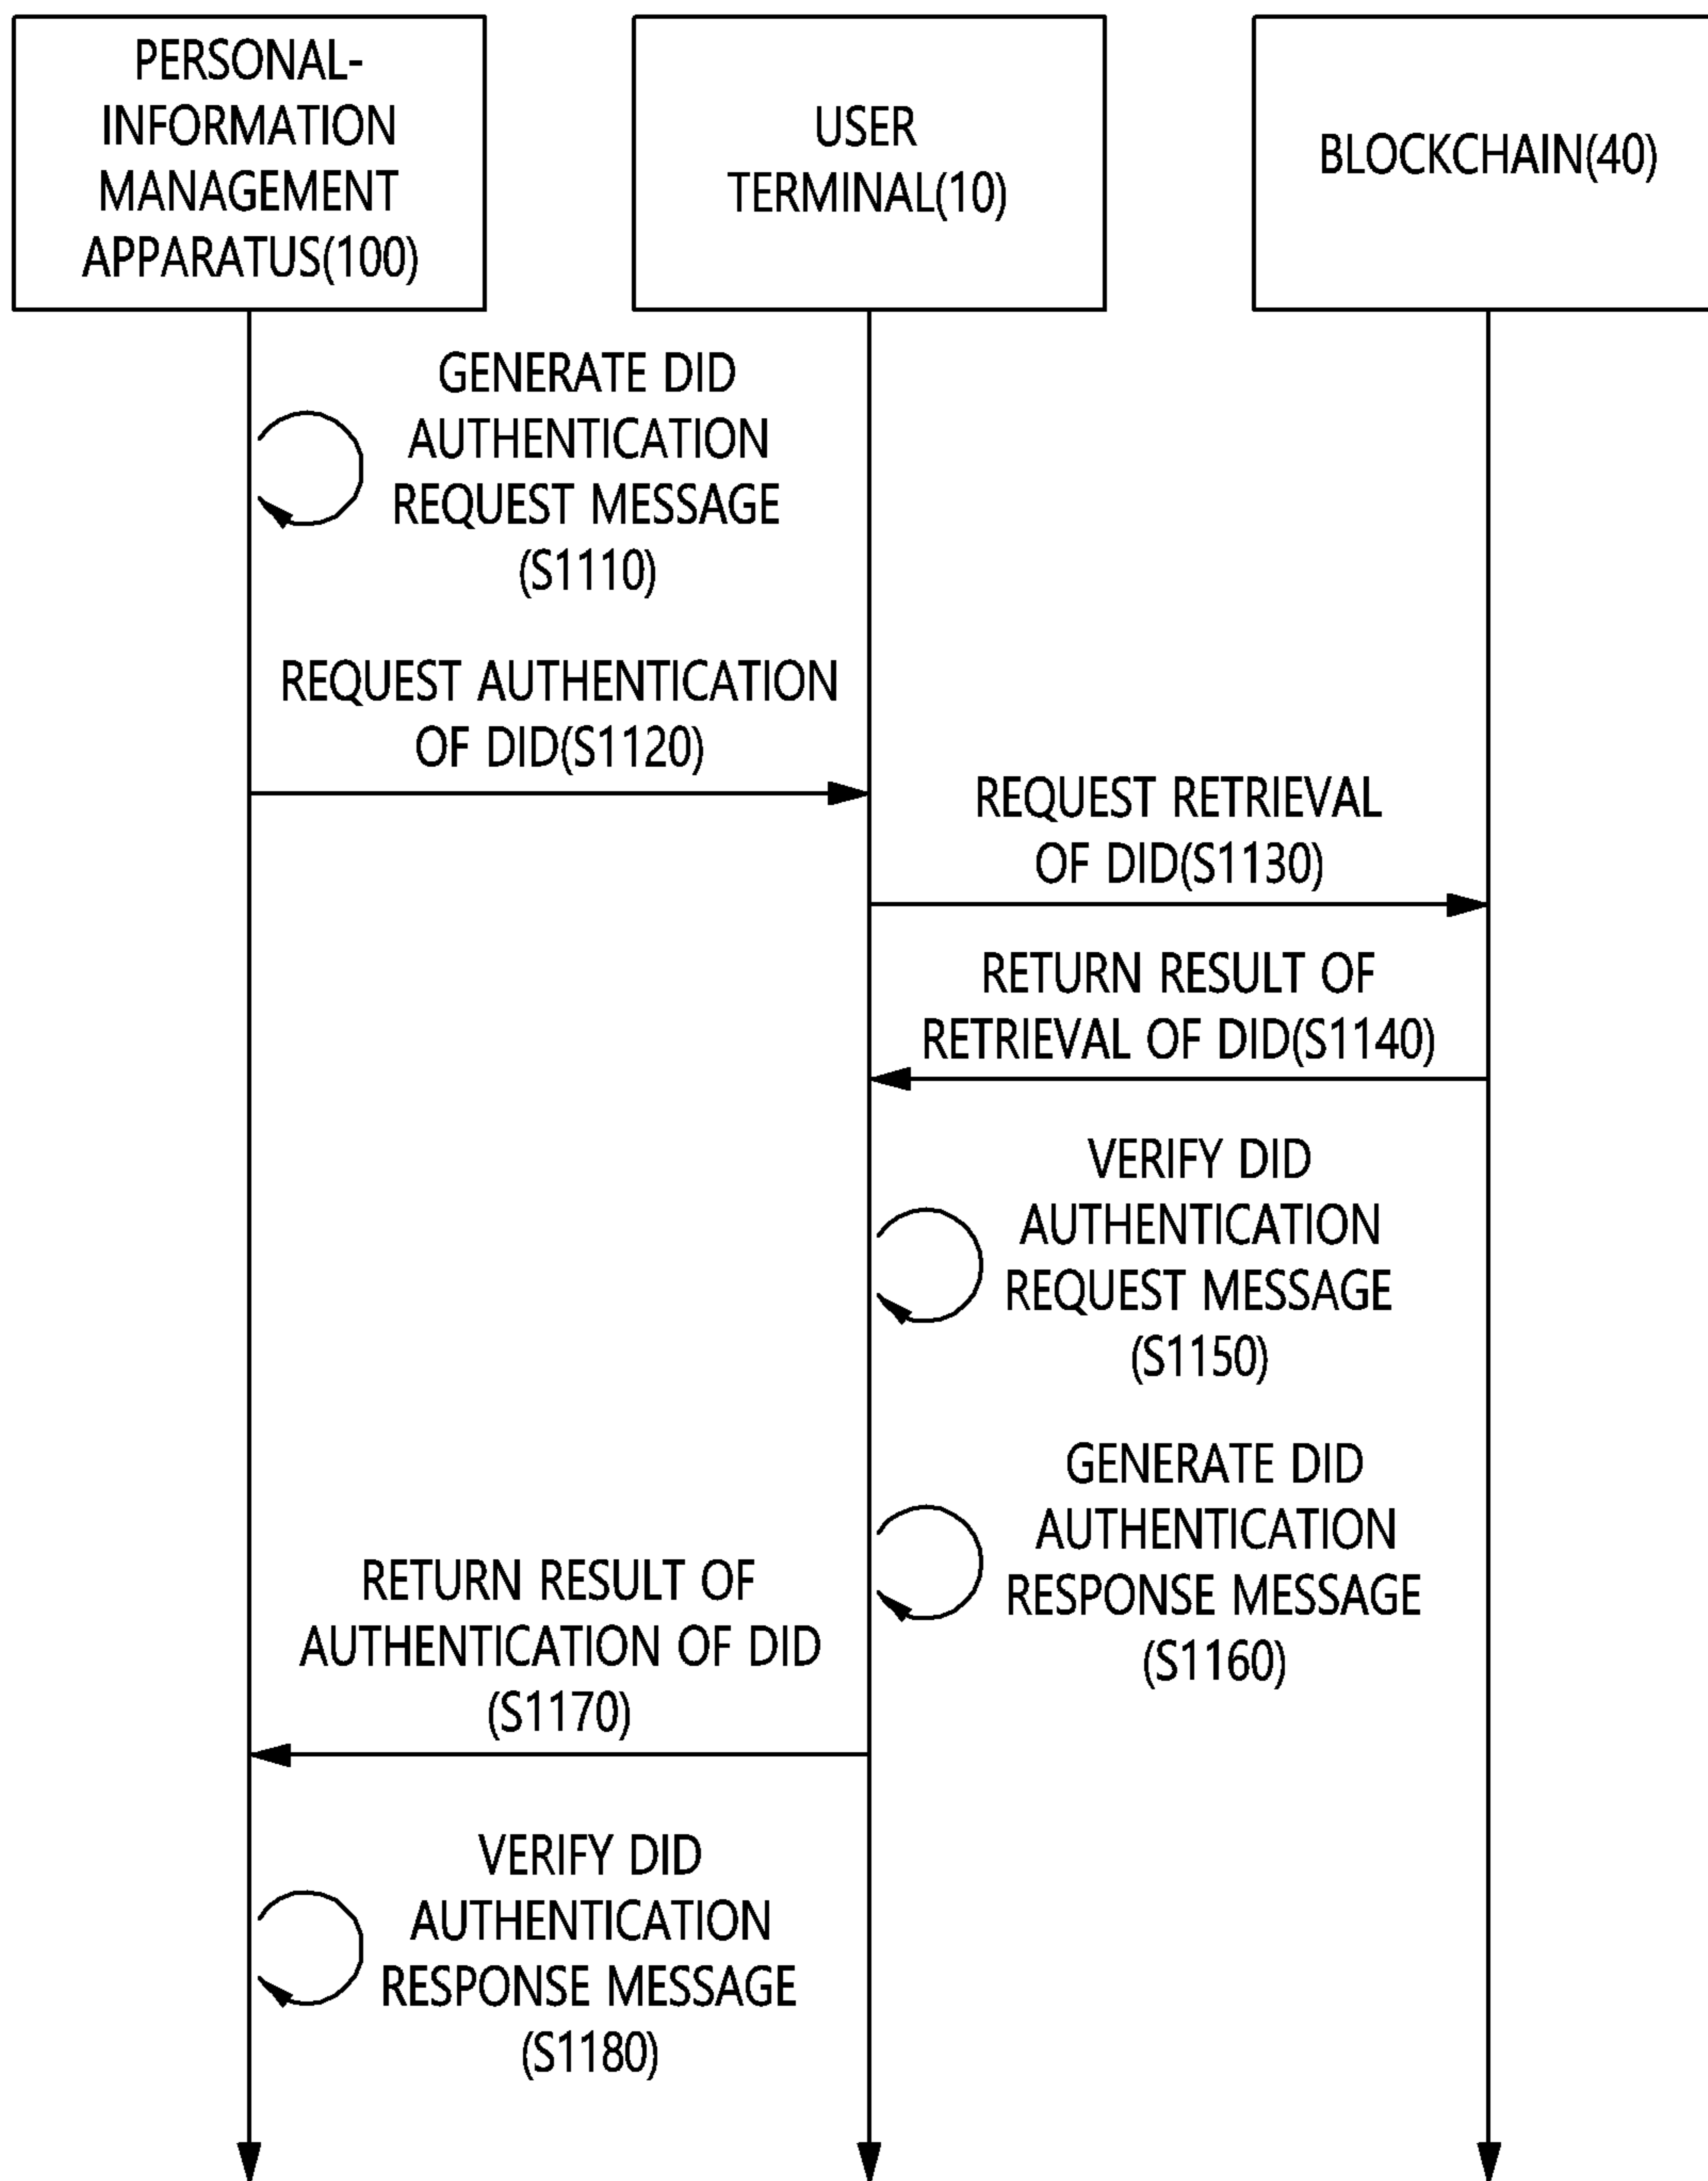 PERSONAL-
INFORMATION
MANAGEMENT
APPARATUS(100)
USER
TERMINAL(10)
BLOCKCHAIN(40)
GENERATE DID
AUTHENTICATION
REQUEST MESSAGE
(S1110)
REQUEST AUTHENTICATION
OF DID(S1120)
REQUEST RETRIEVAL
OF DID(S1130)
RETURN RESULT OF
RETRIEVAL OF DID(S1140)
VERIFY DID
AUTHENTICATION
REQUEST MESSAGE
(S1150)
GENERATE DID
AUTHENTICATION
RESPONSE MESSAGE
(S1160)
RETURN RESULT OF
AUTHENTICATION OF DID
(S1170)
VERIFY DID
AUTHENTICATION
RESPONSE MESSAGE
(S1180)